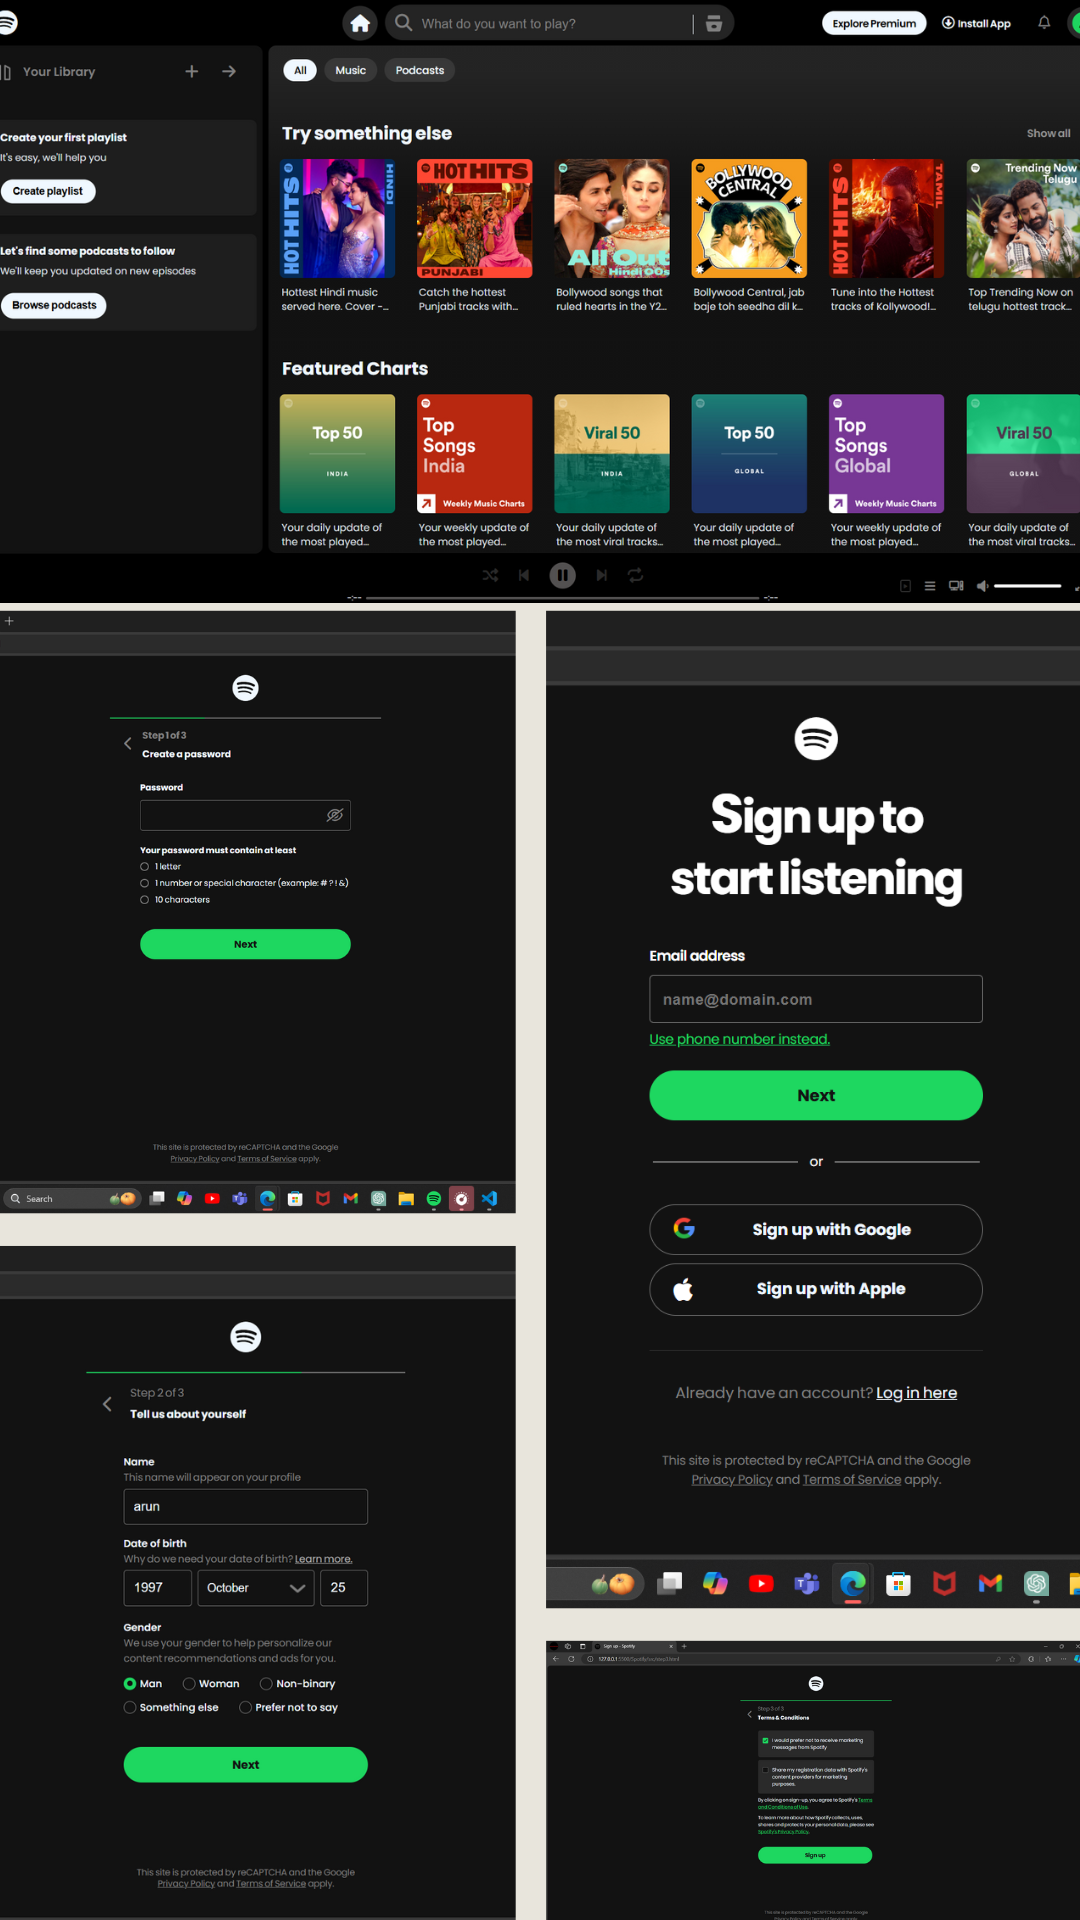 What do you want to play?
Explore Premium
Install App
Your Library
All
Music
Podcasts
Create your first playlist
It's easy, we'll help you
Create playlist
Let's find some podcasts to follow
We'll keep you updated on new episodes
Browse podcasts
Try something else
Show all
HOT HITS
HINDI
HOT HITS
PUNJABI
All Out
Hindi 00s
BOLLYWOOD
CENTRAL
HOT HITS
TAMIL
Trending Now
Telugu
Hottest Hindi music
served here. Cover -...
Catch the hottest
Punjabi tracks with...
Bollywood songs that
ruled hearts in the Y2...
Bollywood Central, jab
baje toh seedha dil k...
Tune into the Hottest
tracks of Kollywood!...
Top Trending Now on
telugu hottest track...
Featured Charts
Top 50
INDIA
Top
Songs
India
Weekly Music Charts
Viral 50
INDIA
Top 50
GLOBAL
Top
Songs
Global
Weekly Music Charts
Viral 50
GLOBAL
Your daily update of
the most played...
Your weekly update of
the most played...
Your daily update of
the most viral tracks...
Your daily update of
the most played...
Your weekly update of
the most played...
Your daily update of
the most viral tracks...
-:--
-:--
Step 1 of 3
Create a password
Password
Your password must contain at least
1 letter
1 number or special character (example: # ? ! &)
10 characters
Next
This site is protected by reCAPTCHA and the Google
Privacy Policy and Terms of Service apply.
Search
Sign up to
start listening
Email address
name@domain.com
Use phone number instead.
Next
or
Sign up with Google
Sign up with Apple
Already have an account? Log in here
This site is protected by reCAPTCHA and the Google
Privacy Policy and Terms of Service apply.
Step 2 of 3
Tell us about yourself
Name
This name will appear on your profile
arun
Date of birth
Why do we need your date of birth? Learn more.
1997
October
25
Gender
We use your gender to help personalize our
content recommendations and ads for you.
Man
Woman
Non-binary
Something else
Prefer not to say
Next
This site is protected by reCAPTCHA and the Google
Privacy Policy and Terms of Service apply.
Sign up - Spotify
Step 3 of 3
Terms & Conditions
I would prefer not to receive marketing
messages from Spotify
Share my registration data with Spotify's
content providers for marketing
purposes.
By clicking on sign-up, you agree to Spotify's Terms
and Conditions of Use.
To learn more about how Spotify collects, uses,
shares and protects your personal data, please see
Spotify's Privacy Policy.
Sign up
This site is protected by reCAPTCHA and the Google
Privacy Policy and Terms of Service apply.